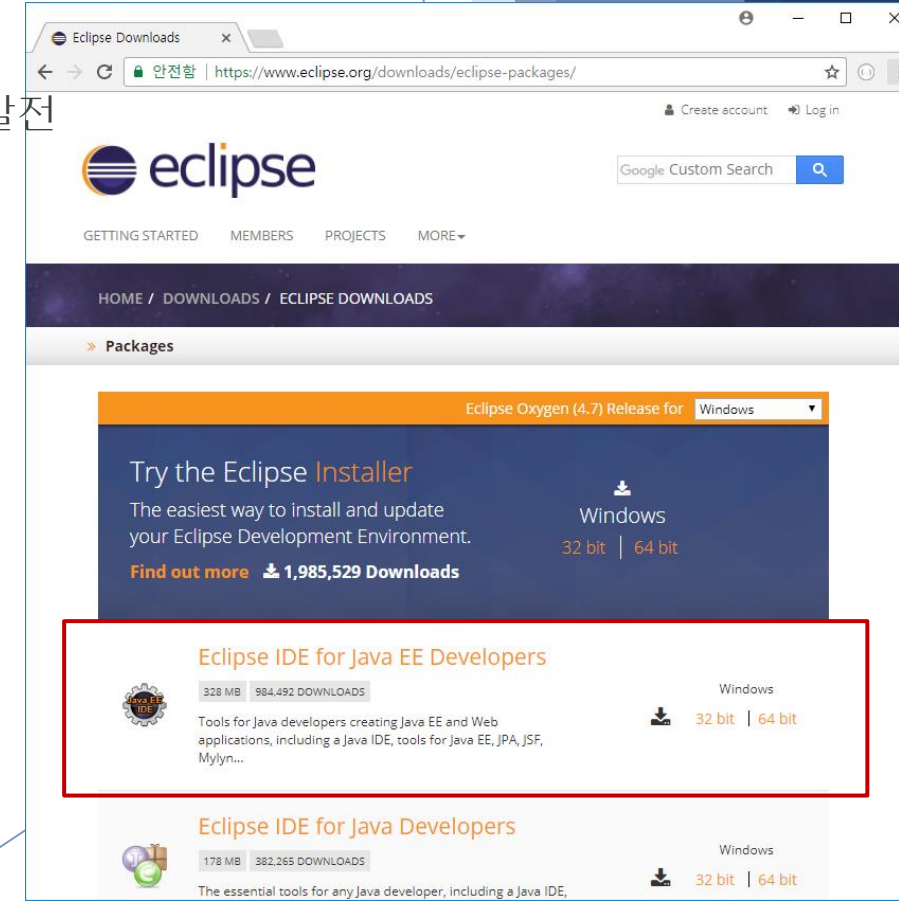 Eclipse Downloads
안전함 | https://www.eclipse.org/downloads/eclipse-packages/
Create account Log in
발전
eclipse
Google Custom Search
GETTING STARTED MEMBERS PROJECTS MORE
HOME / DOWNLOADS / ECLIPSE DOWNLOADS
» Packages
Eclipse Oxygen (4.7) Release for Windows
Try the Eclipse Installer
The easiest way to install and update
your Eclipse Development Environment.
Find out more 1,985,529 Downloads
Windows
32 bit | 64 bit
Eclipse IDE for Java EE Developers
328 MB 984,492 DOWNLOADS
Tools for Java developers creating Java EE and Web
applications, including a Java IDE, tools for Java EE, JPA, JSF,
Mylyn...
Java EE
IDE
Windows
32 bit | 64 bit
Eclipse IDE for Java Developers
178 MB 382,265 DOWNLOADS
The essential tools for any Java developer, including a Java IDE,
Windows
32 bit | 64 bit